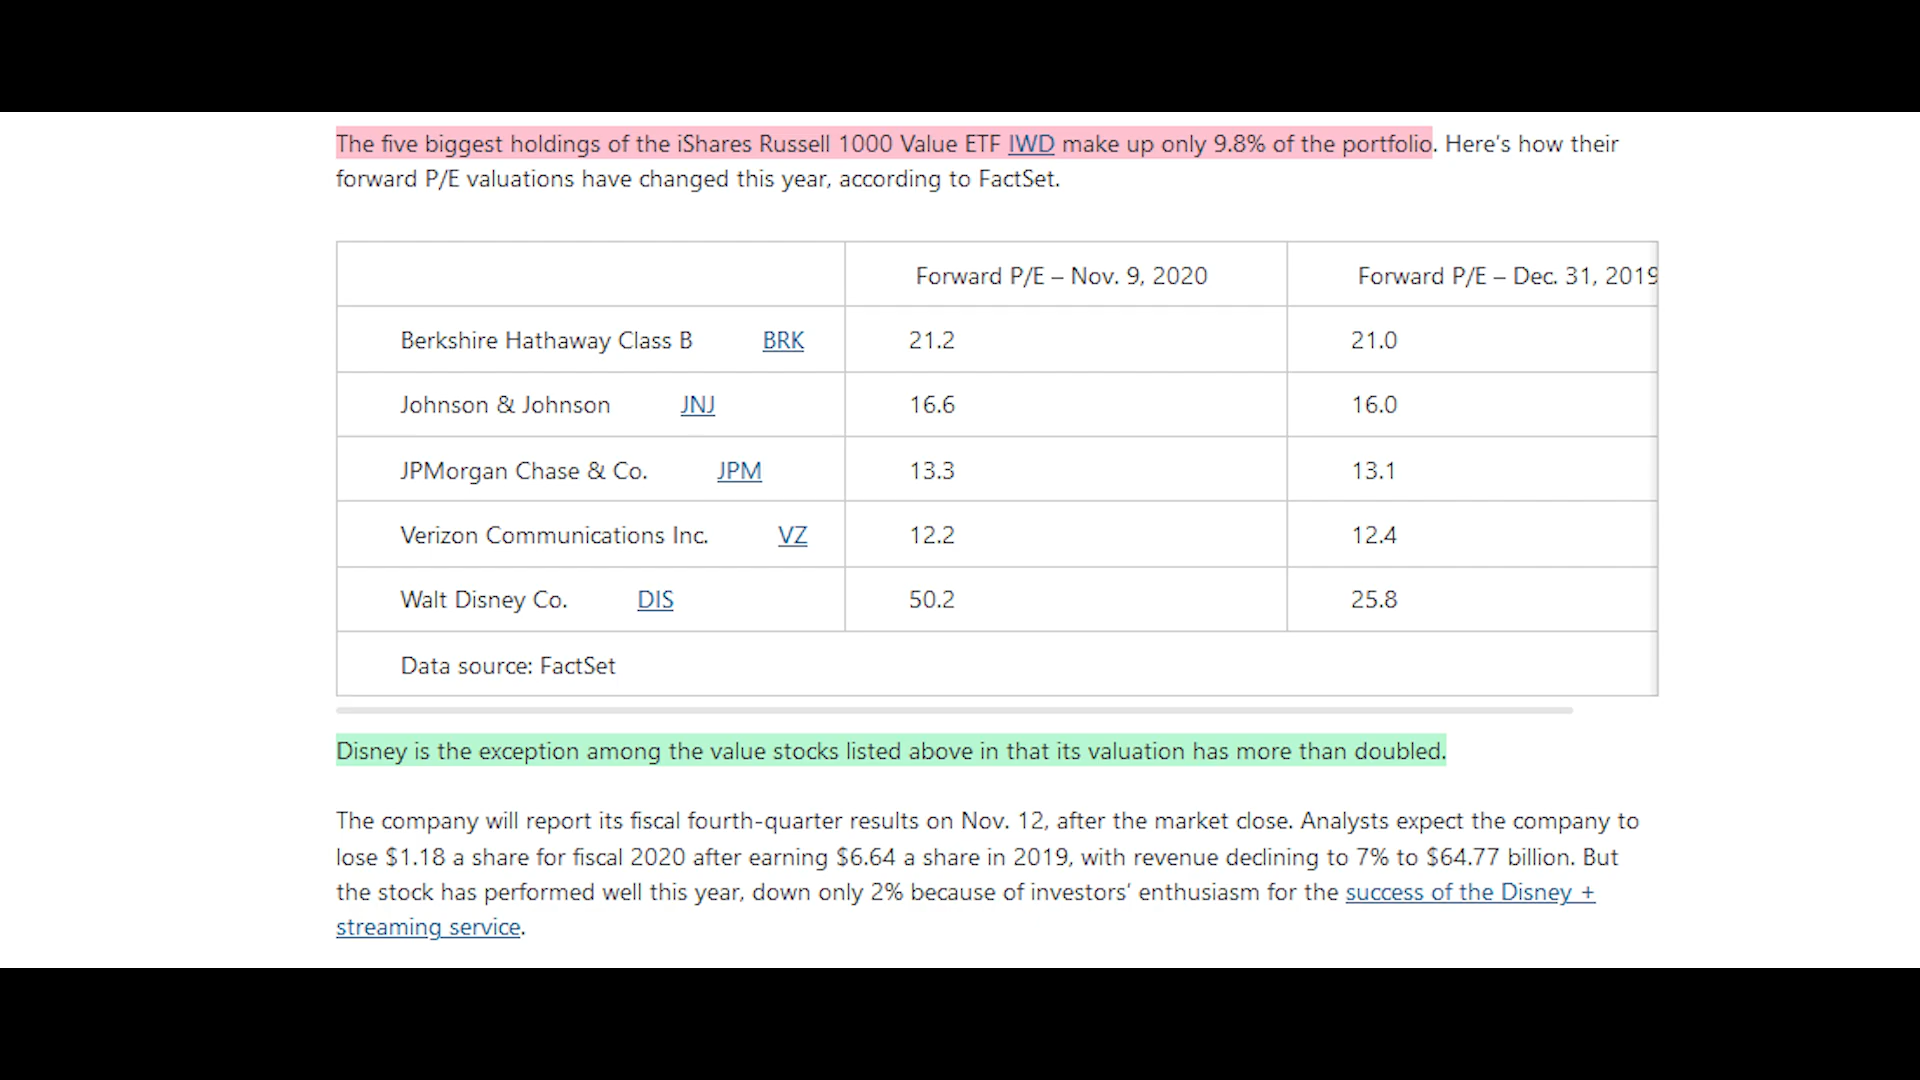 The five biggest holdings of the iShares Russell 1000 Value ETF IWD make up only 9.8% of the portfolio. Here's how their
forward P/E valuations have changed this year, according to FactSet.
Forward P/E – Nov. 9, 2020 Forward P/E – Dec. 31, 2019
Berkshire Hathaway Class B BRK 21.2 21.0
Johnson & Johnson JNJ 16.6 16.0
JPMorgan Chase & Co. JPM 13.3 13.1
Verizon Communications Inc. VZ 12.2 12.4
Walt Disney Co. DIS 50.2 25.8
Data source: FactSet
Disney is the exception among the value stocks listed above in that its valuation has more than doubled.
The company will report its fiscal fourth-quarter results on Nov. 12, after the market close. Analysts expect the company to
lose $1.18 a share for fiscal 2020 after earning $6.64 a share in 2019, with revenue declining to 7% to $64.77 billion. But
the stock has performed well this year, down only 2% because of investors' enthusiasm for the success of the Disney +
streaming service.